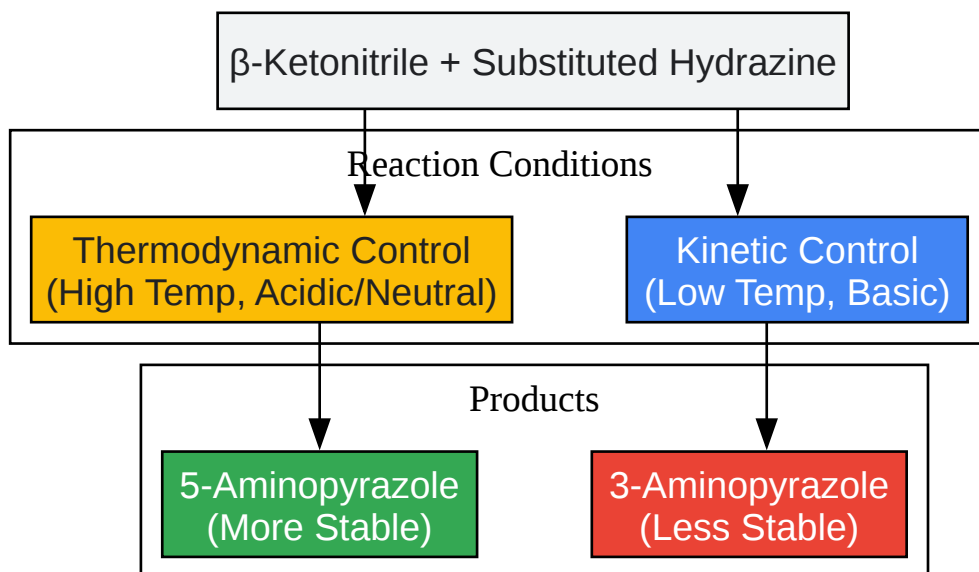 β-Ketonitrile + Substituted Hydrazine
Reaction Conditions
Thermodynamic Control
(High Temp, Acidic/Neutral)
Kinetic Control
(Low Temp, Basic)
Products
5-Aminopyrazole
(More Stable)
3-Aminopyrazole
(Less Stable)